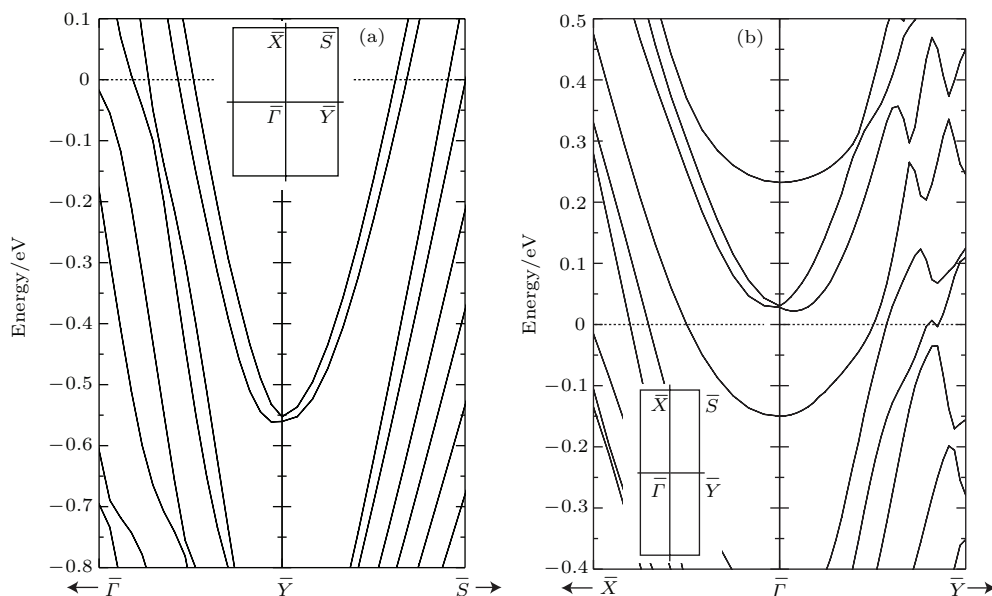 0.1
0
−0.1
−0.2
−0.3
−0.4
−0.5
−0.6
−0.7
−0.8
Energy/eV
(a)
X̅ S̅
Γ̅ Y̅
Γ̅ Y̅ S̅
0.5
0.4
0.3
0.2
0.1
0
−0.1
−0.2
−0.3
−0.4
Energy/eV
(b)
X̅ S̅
Γ̅ Y̅
X̅ Γ̅ Y̅